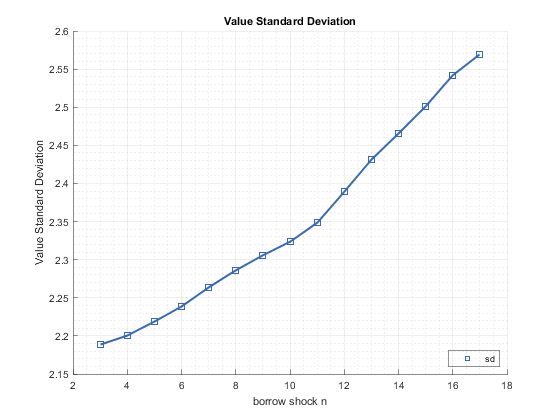 Value Standard Deviation
2.6
2.55
2.5
2.45
2.4
2.35
2.3
2.25
2.2
2.15
Value Standard Deviation
2 4 6 8 10 12 14 16 18
borrow shock n
sd